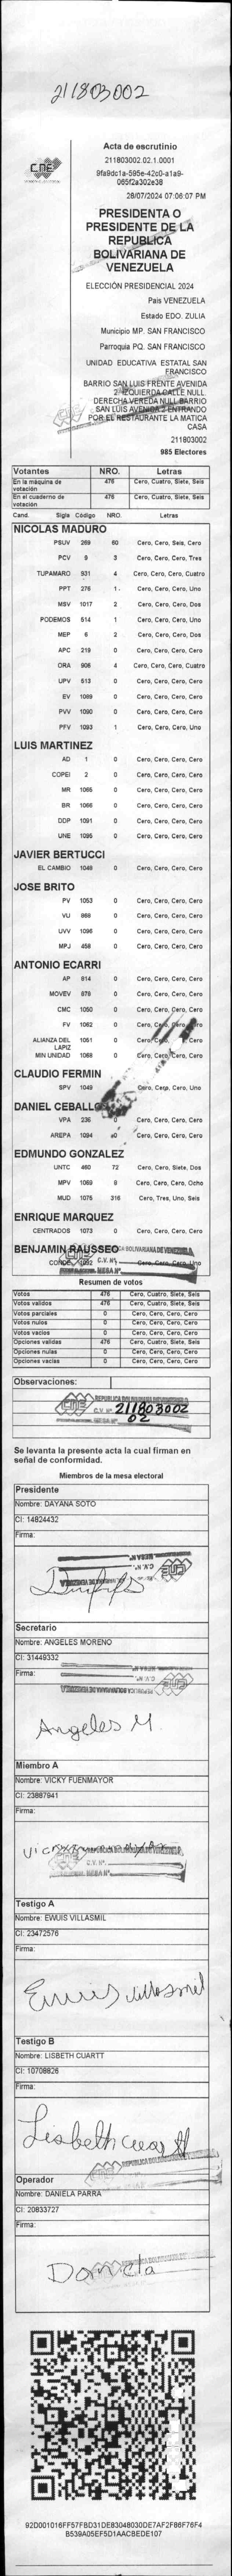 211803002
CNE
Acta de escrutinio
211803002.02.1.0001
9fa9dc1a-595e-42c0-a1a9-
065f2a302e38
28/07/2024 07:06:07 PM
PRESIDENTA O
PRESIDENTE DE LA
REPUBLICA
BOLIVARIANA DE
VENEZUELA
ELECCIÓN PRESIDENCIAL 2024
País VENEZUELA
Estado EDO. ZULIA
Municipio MP. SAN FRANCISCO
Parroquia PQ. SAN FRANCISCO
UNIDAD EDUCATIVA ESTATAL SAN
FRANCISCO
BARRIO SAN LUIS FRENTE AVENIDA
2 IZQUIERDA CALLE NULL.
DERECHA VEREDA NULL BARRIO
SAN LUIS AVENIDA 2 ENTRANDO
POR EL RESTAURANTE LA MATICA
CASA
211803002
985 Electores
Votantes NRO. Letras
En la máquina de votación 476 Cero, Cuatro, Siete, Seis
En el cuaderno de votación 476 Cero, Cuatro, Siete, Seis
Cand. Sigla Código NRO. Letras
NICOLAS MADURO
PSUV 269 60 Cero, Cero, Seis, Cero
PCV 9 3 Cero, Cero, Cero, Tres
TUPAMARO 931 4 Cero, Cero, Cero, Cuatro
PPT 276 1 Cero, Cero, Cero, Uno
MSV 1017 2 Cero, Cero, Cero, Dos
PODEMOS 514 1 Cero, Cero, Cero, Uno
MEP 6 2 Cero, Cero, Cero, Dos
APC 219 0 Cero, Cero, Cero, Cero
ORA 906 4 Cero, Cero, Cero, Cuatro
UPV 513 0 Cero, Cero, Cero, Cero
EV 1089 0 Cero, Cero, Cero, Cero
PVV 1090 0 Cero, Cero, Cero, Cero
PFV 1093 1 Cero, Cero, Cero, Uno
LUIS MARTINEZ
AD 1 0 Cero, Cero, Cero, Cero
COPEI 2 0 Cero, Cero, Cero, Cero
MR 1065 0 Cero, Cero, Cero, Cero
BR 1066 0 Cero, Cero, Cero, Cero
DDP 1091 0 Cero, Cero, Cero, Cero
UNE 1095 0 Cero, Cero, Cero, Cero
JAVIER BERTUCCI
EL CAMBIO 1048 0 Cero, Cero, Cero, Cero
JOSE BRITO
PV 1053 0 Cero, Cero, Cero, Cero
VU 868 0 Cero, Cero, Cero, Cero
UVV 1096 0 Cero, Cero, Cero, Cero
MPJ 458 0 Cero, Cero, Cero, Cero
ANTONIO ECARRI
AP 814 0 Cero, Cero, Cero, Cero
MOVEV 879 0 Cero, Cero, Cero, Cero
CMC 1050 0 Cero, Cero, Cero, Cero
FV 1062 0 Cero, Cero, Cero, Cero
ALIANZA DEL LAPIZ 1051 0 Cero, Cero, Cero, Cero
MIN UNIDAD 1068 0 Cero, Cero, Cero, Cero
CLAUDIO FERMIN
SPV 1049 Cero, Cero, Cero, Uno
DANIEL CEBALLO
VPA 236 Cero, Cero, Cero, Cero
AREPA 1094 Cero, Cero, Cero, Cero
EDMUNDO GONZALEZ
UNTC 460 72 Cero, Cero, Siete, Dos
MPV 1069 8 Cero, Cero, Cero, Ocho
MUD 1075 316 Cero, Tres, Uno, Seis
ENRIQUE MARQUEZ
CENTRADOS 1073 0 Cero, Cero, Cero, Cero
BENJAMIN RAUSSEO
CONDE Cero, Cero, Cero, Uno
Resumen de votos
Votos 476 Cero, Cuatro, Siete, Seis
Votos validos 476 Cero, Cuatro, Siete, Seis
Votos parciales 0 Cero, Cero, Cero, Cero
Votos nulos 0 Cero, Cero, Cero, Cero
Votos vacios 0 Cero, Cero, Cero, Cero
Opciones validas 476 Cero, Cuatro, Siete, Seis
Opciones nulas 0 Cero, Cero, Cero, Cero
Opciones vacias 0 Cero, Cero, Cero, Cero
Observaciones:
CNE REPUBLICA BOLIVARIANA DE VENEZUELA
C.V. Nº 211803002
MESA Nº 02
Se levanta la presente acta la cual firman en
señal de conformidad.
Miembros de la mesa electoral
Presidente
Nombre: DAYANA SOTO
CI: 14824432
Firma:
Secretario
Nombre: ANGELES MORENO
CI: 31449332
Firma:
Angeles M.
Miembro A
Nombre: VICKY FUENMAYOR
CI: 23887941
Firma:
Testigo A
Nombre: EWUIS VILLASMIL
CI: 23472576
Firma:
Ewuis Villasmil
Testigo B
Nombre: LISBETH CUARTT
CI: 10708826
Firma:
Lisbeth Cuartt
Operador
Nombre: DANIELA PARRA
CI: 20833727
Firma:
Daniela
92D001016FF57FBD31DE83048030DE7AF2F86F76F4
B539A05EF5D1AACBEDE107